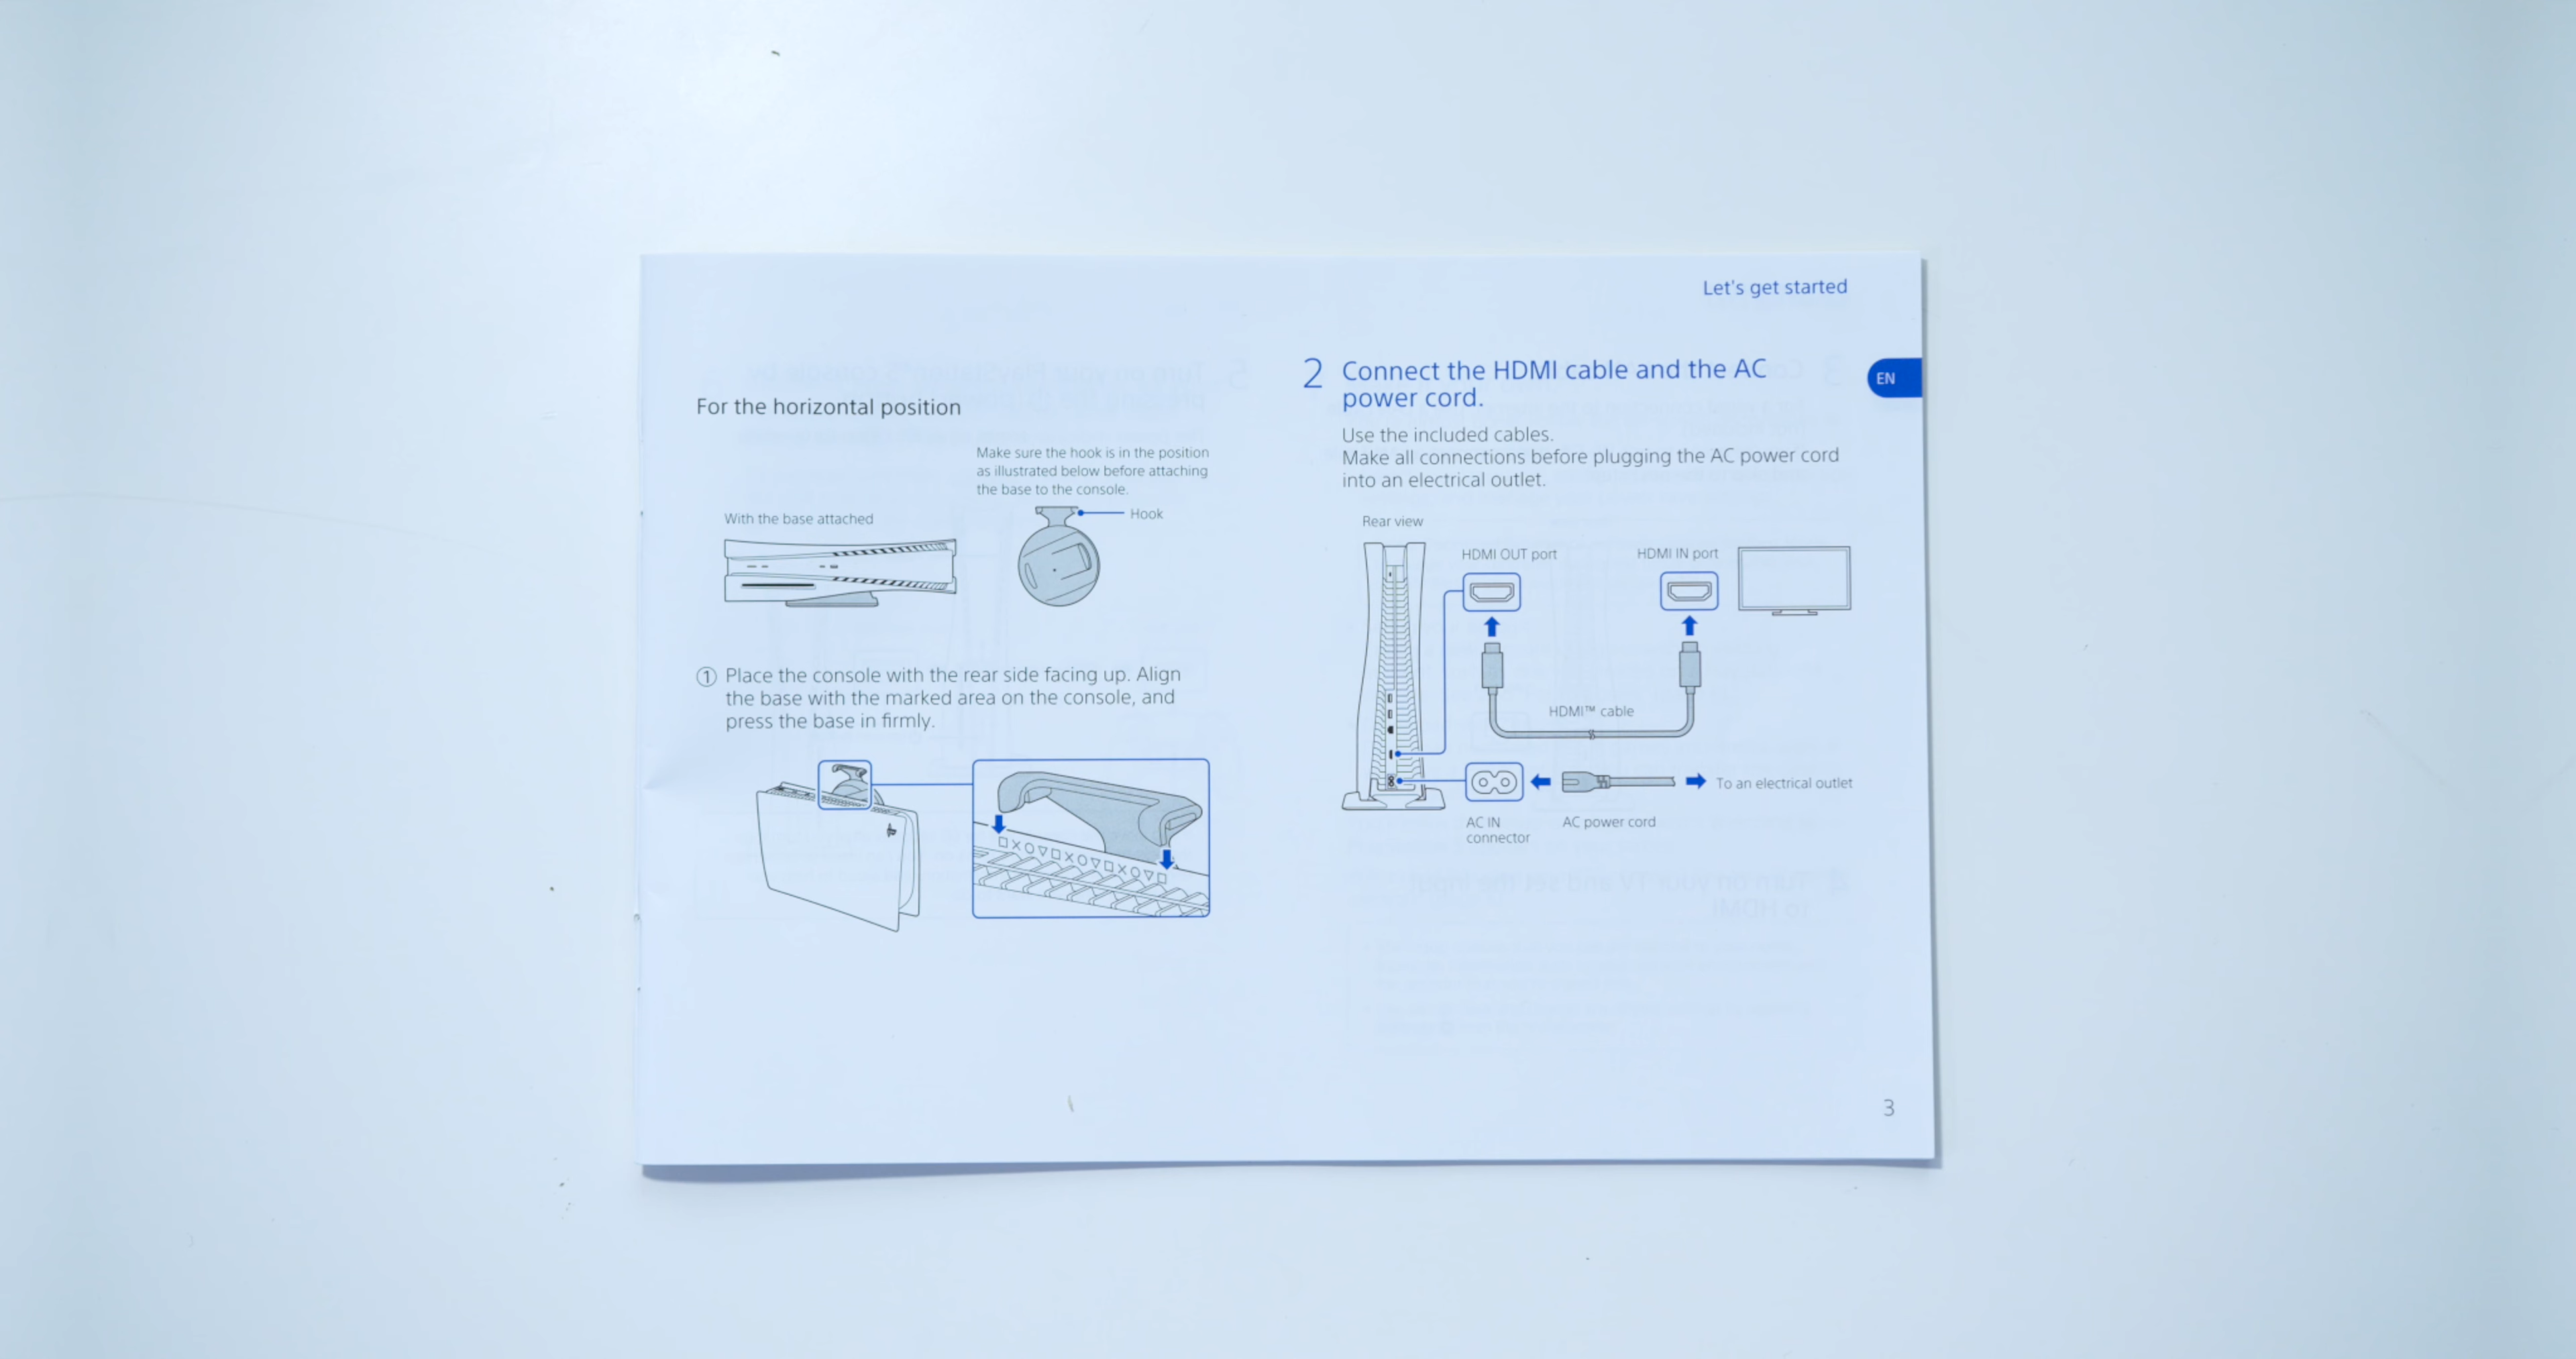 Let's get started
For the horizontal position
Make sure the hook is in the position
as illustrated below before attaching
the base to the console.
With the base attached
Hook
① Place the console with the rear side facing up. Align
the base with the marked area on the console, and
press the base in firmly.
2 Connect the HDMI cable and the AC
power cord.
EN
Use the included cables.
Make all connections before plugging the AC power cord
into an electrical outlet.
Rear view
HDMI OUT port
HDMI IN port
HDMI™ cable
To an electrical outlet
AC IN
connector
AC power cord
3